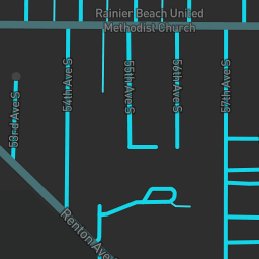 Rainier Beach United
Methodist Church
53rd Ave S
54th Ave S
55th Ave S
56th Ave S
57th Ave S
Renton Ave S